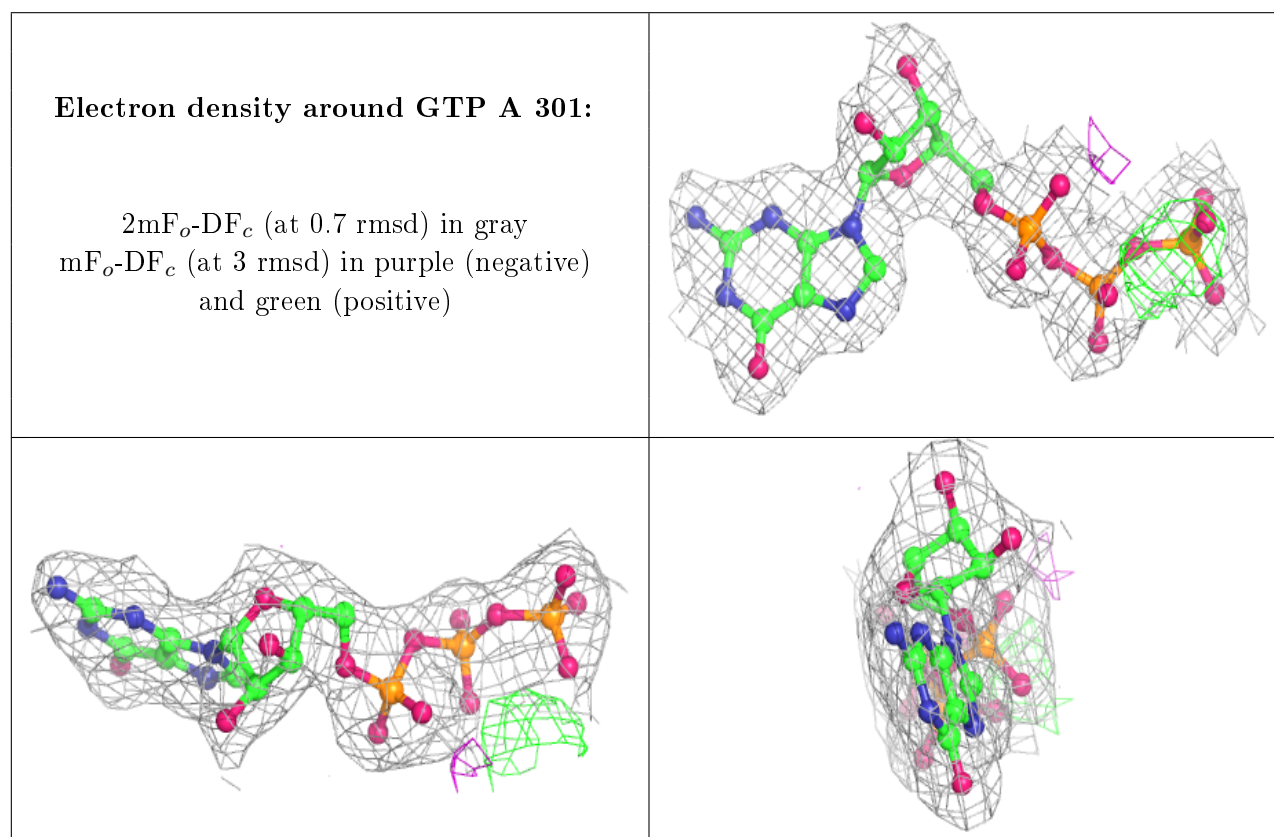 Electron density around GTP A 301:
2mFₒ-DF𝒸 (at 0.7 rmsd) in gray
mFₒ-DF𝒸 (at 3 rmsd) in purple (negative)
and green (positive)